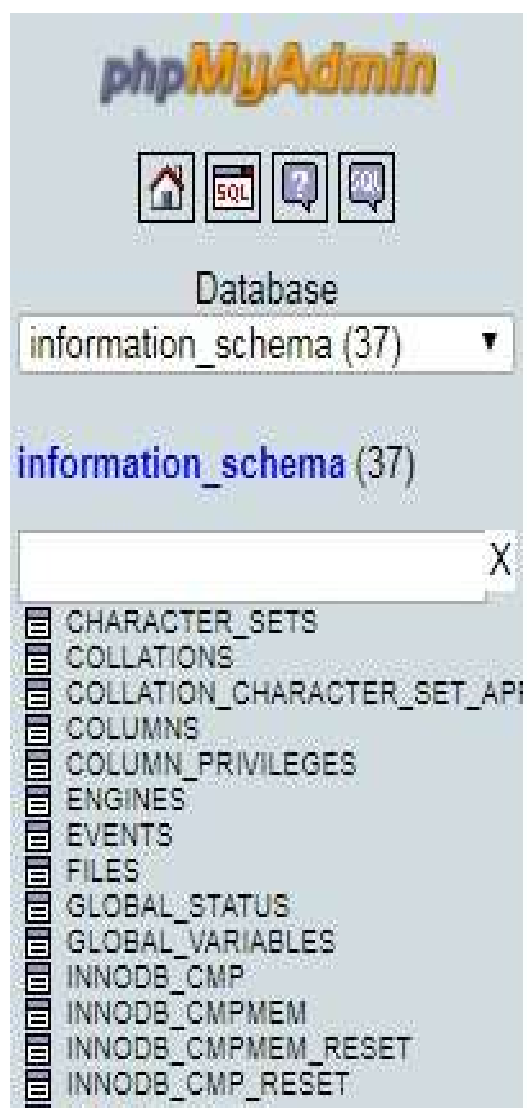 phpMyAdmin
SQL ? SQL
Database
information_schema (37)
information_schema (37)
X
CHARACTER_SETS
COLLATIONS
COLLATION_CHARACTER_SET_APP
COLUMNS
COLUMN_PRIVILEGES
ENGINES
EVENTS
FILES
GLOBAL_STATUS
GLOBAL_VARIABLES
INNODB_CMP
INNODB_CMPMEM
INNODB_CMPMEM_RESET
INNODB_CMP_RESET